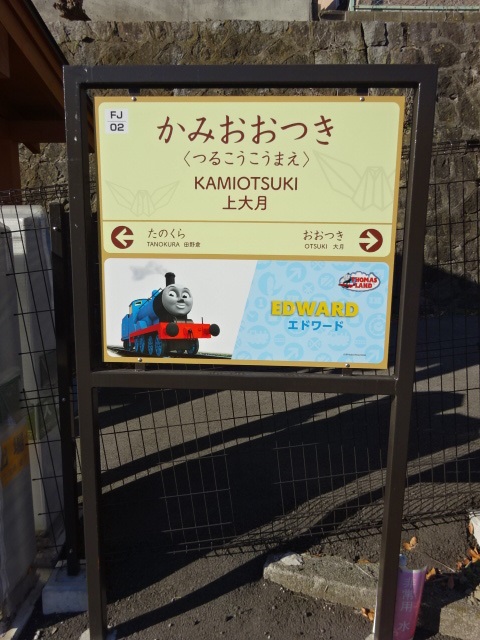 FJ
02
かみおおつき
〈つるこうこうまえ〉
KAMIOTSUKI
上大月
たのくら
TANOKURA 田野倉
おおつき
OTSUKI 大月
THOMAS LAND
EDWARD
エドワード